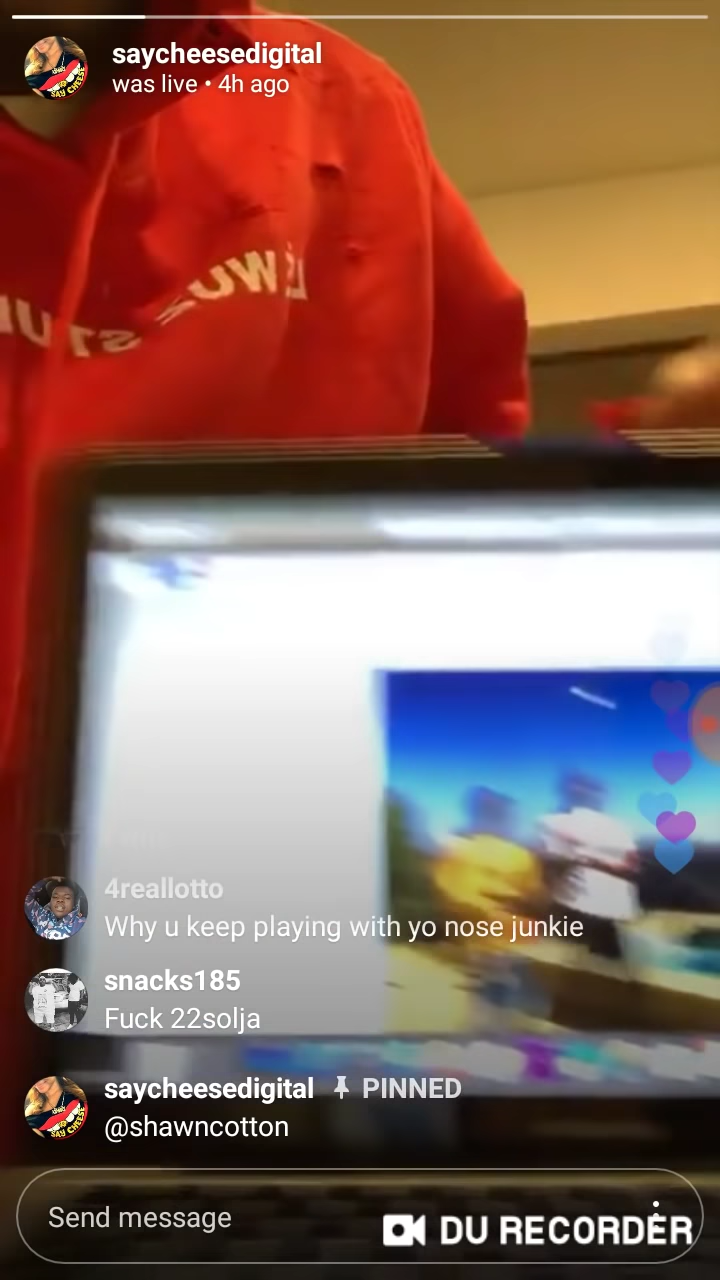 saycheesedigital
was live • 4h ago
4reallotto
Why u keep playing with yo nose junkie
snacks185
Fuck 22solja
saycheesedigital PINNED
@shawncotton
Send message
DU RECORDER